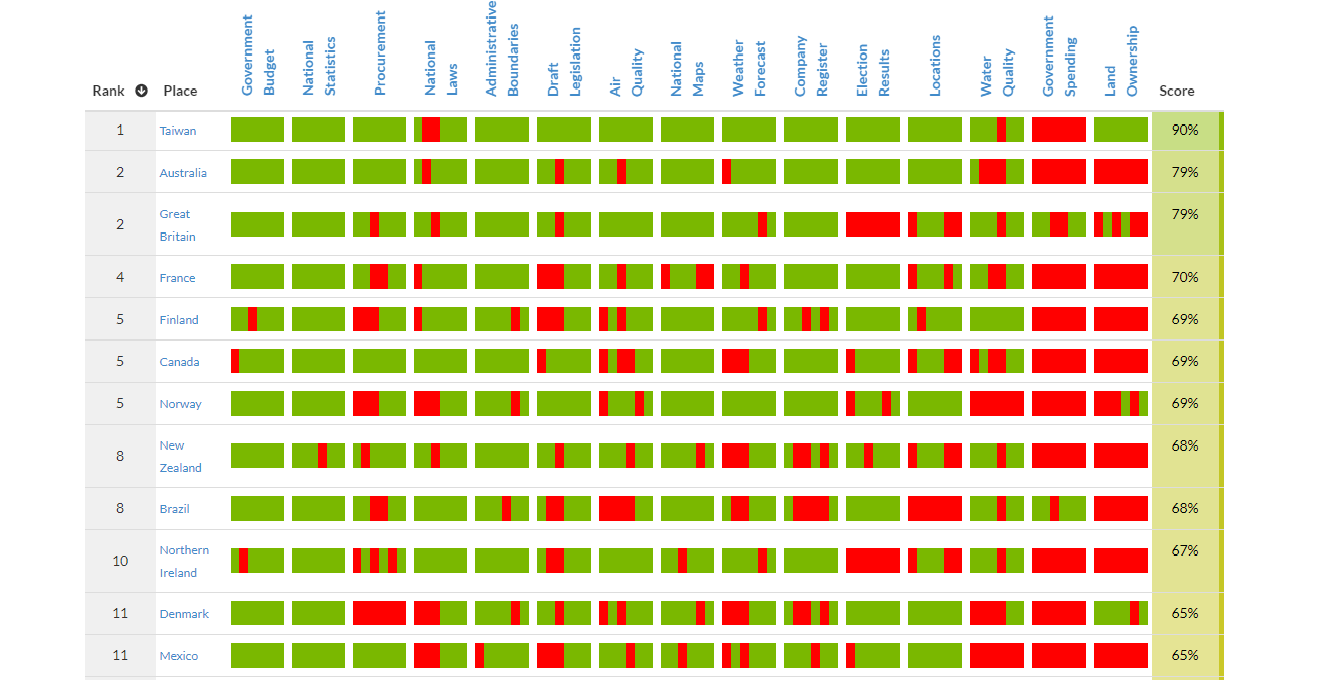 Government
Budget
National
Statistics
Procurement
National
Laws
Administrative
Boundaries
Draft
Legislation
Air
Quality
National
Maps
Weather
Forecast
Company
Register
Election
Results
Locations
Water
Quality
Government
Spending
Land
Ownership
Rank Place Score
1 Taiwan 90%
2 Australia 79%
2 Great
Britain 79%
4 France 70%
5 Finland 69%
5 Canada 69%
5 Norway 69%
8 New
Zealand 68%
8 Brazil 68%
10 Northern
Ireland 67%
11 Denmark 65%
11 Mexico 65%